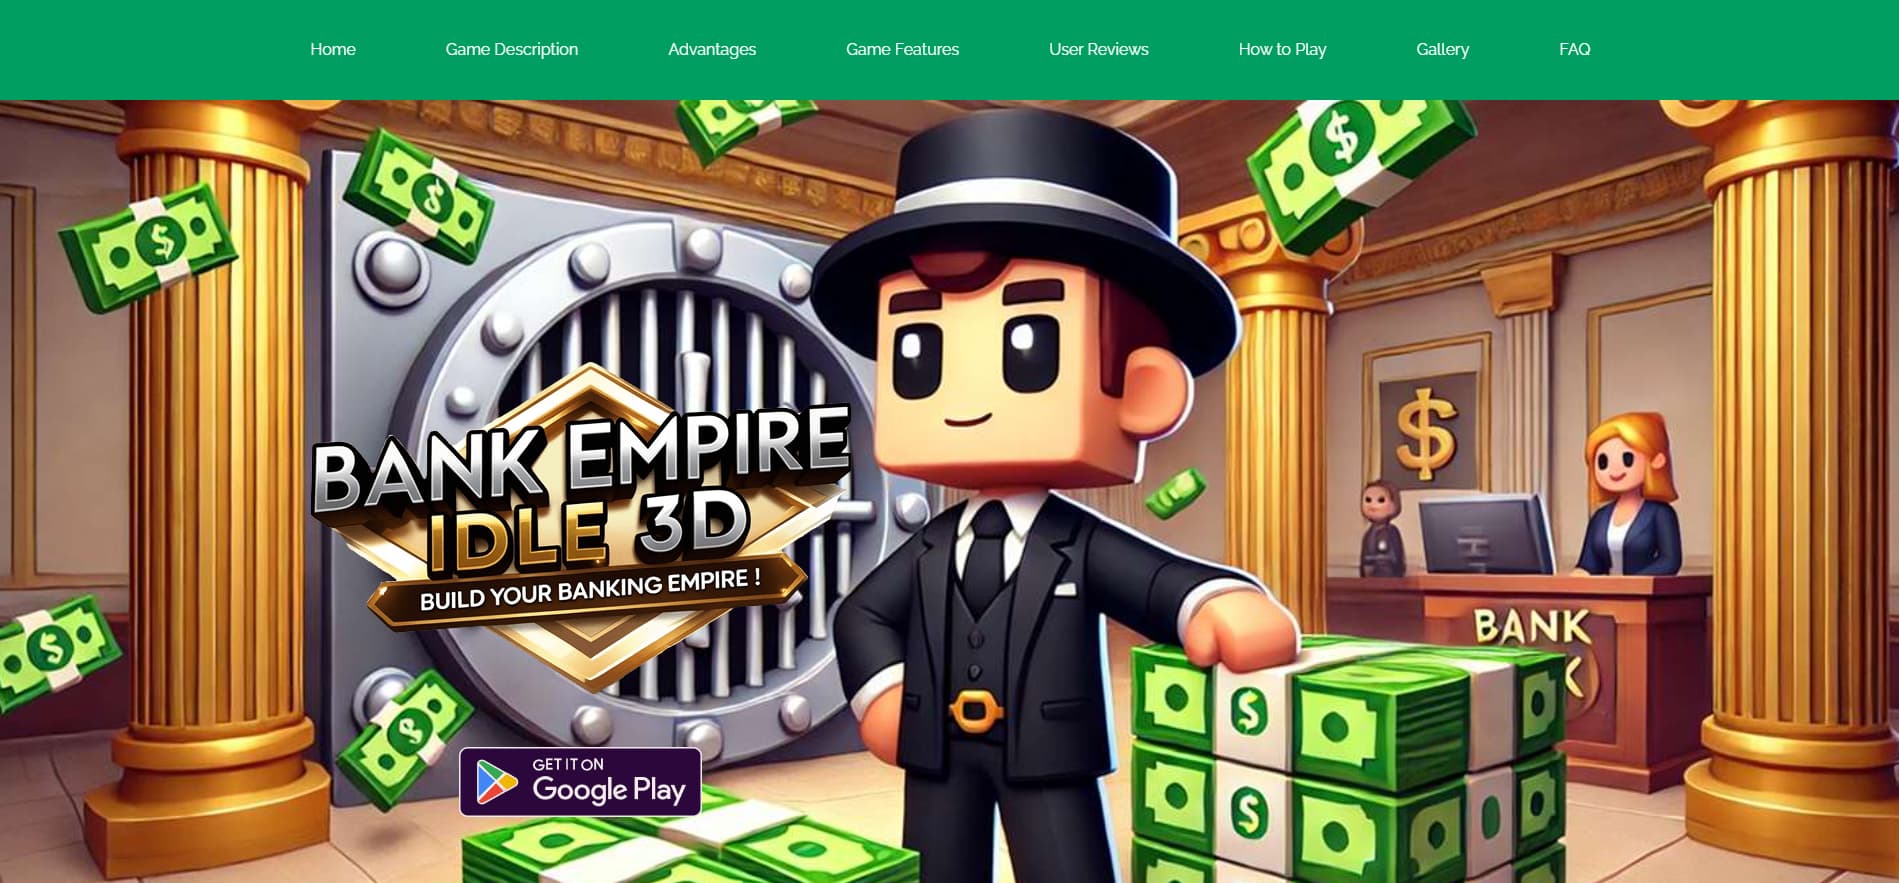 Home
Game Description
Advantages
Game Features
User Reviews
How to Play
Gallery
FAQ
BANK EMPIRE
IDLE 3D
BUILD YOUR BANKING EMPIRE !
BANK
GET IT ON
Google Play